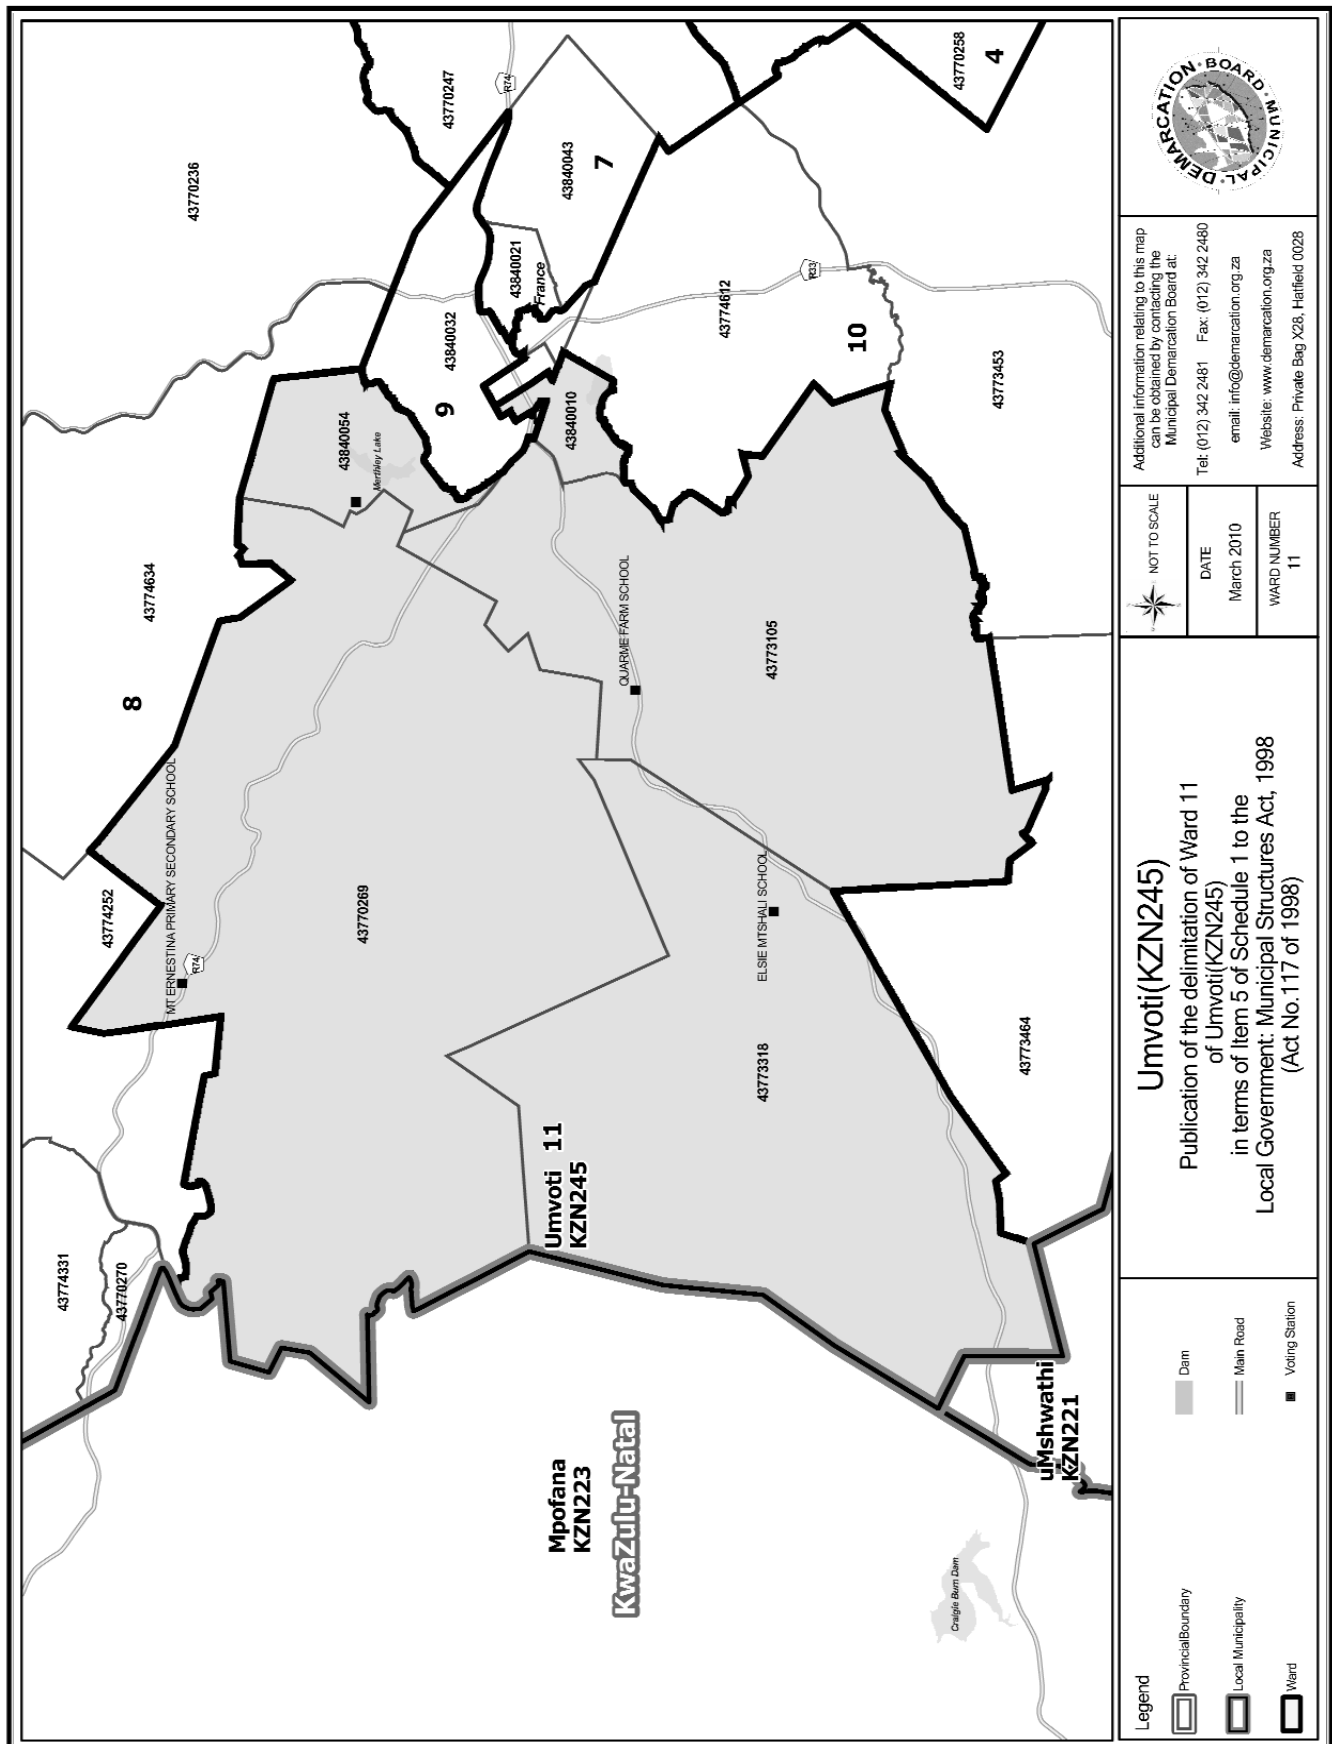 43774331
43770270
43774252
8
43774634
43770236
MT ERNESTINA PRIMARY SECONDARY SCHOOL
R74
43770269
43840054
Merthley Lake
9
43840032
43770247
R74
43840021
France
43840043
7
43840010
Umvoti 11
KZN245
Mpofana
KZN223
KwaZulu-Natal
QUARME FARM SCHOOL
43774612
R33
10
43770258
4
ELSIE MTSHALI SCHOOL
43773318
43773105
43773453
43773464
Craigie Burn Dam
uMshwathi
KZN221
Legend
ProvincialBoundary
Local Municipality
Ward
Dam
Main Road
Voting Station
Umvoti(KZN245)
Publication of the delimitation of Ward 11
of Umvoti(KZN245)
in terms of Item 5 of Schedule 1 to the
Local Government: Municipal Structures Act, 1998
(Act No.117 of 1998)
NOT TO SCALE
DATE
March 2010
WARD NUMBER
11
Additional information relating to this map
can be obtained by contacting the
Municipal Demarcation Board at:
Tel: (012) 342 2481 Fax: (012) 342 2480
email: info@demarcation.org.za
Website: www.demarcation.org.za
Address: Private Bag X28, Hatfield 0028
MUNICIPAL DEMARCATION BOARD